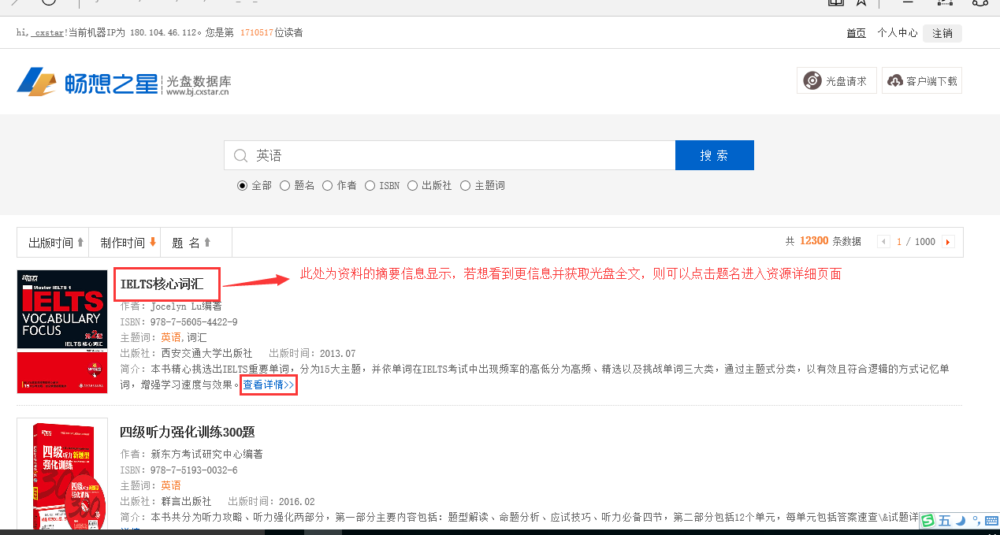 hi, cxstar!当前机器IP为 180.104.46.112。您是第 1710517位读者
首页 个人中心 注销
畅想之星 光盘数据库
www.bj.cxstar.cn
光盘请求 客户端下载
英语 搜 索
全部 题名 作者 ISBN 出版社 主题词
出版时间 制作时间 题 名 共 12300 条数据 1 / 1000
IELTS核心词汇
此处为资料的摘要信息显示，若想看到更信息并获取光盘全文，则可以点击题名进入资源详细页面
作者：Jocelyn Lu编著
ISBN：978-7-5605-4422-9
主题词：英语,词汇
出版社：西安交通大学出版社 出版时间：2013.07
简介：本书精心挑选出IELTS重要单词，分为15大主题，并依单词在IELTS考试中出现频率的高低分为高频、精选以及挑战单词三大类，通过主题式分类，以有效且符合逻辑的方式记忆单
词，增强学习速度与效果。查看详情>>
Master IELTS 1
IELTS
VOCABULARY
FOCUS
第2版
IELTS 核心词汇
四级听力强化训练300题
作者：新东方考试研究中心编著
ISBN：978-7-5193-0032-6
主题词：英语
出版社：群言出版社 出版时间：2016.02
简介：本书共分为听力攻略、听力强化两部分，第一部分主要内容包括：题型解读、命题分析、应试技巧、听力必备四节，第二部分包括12个单元，每单元包括答案速查\&试题详
四级听力新题型
强化训练
300
四级听力
强化训练
300
五